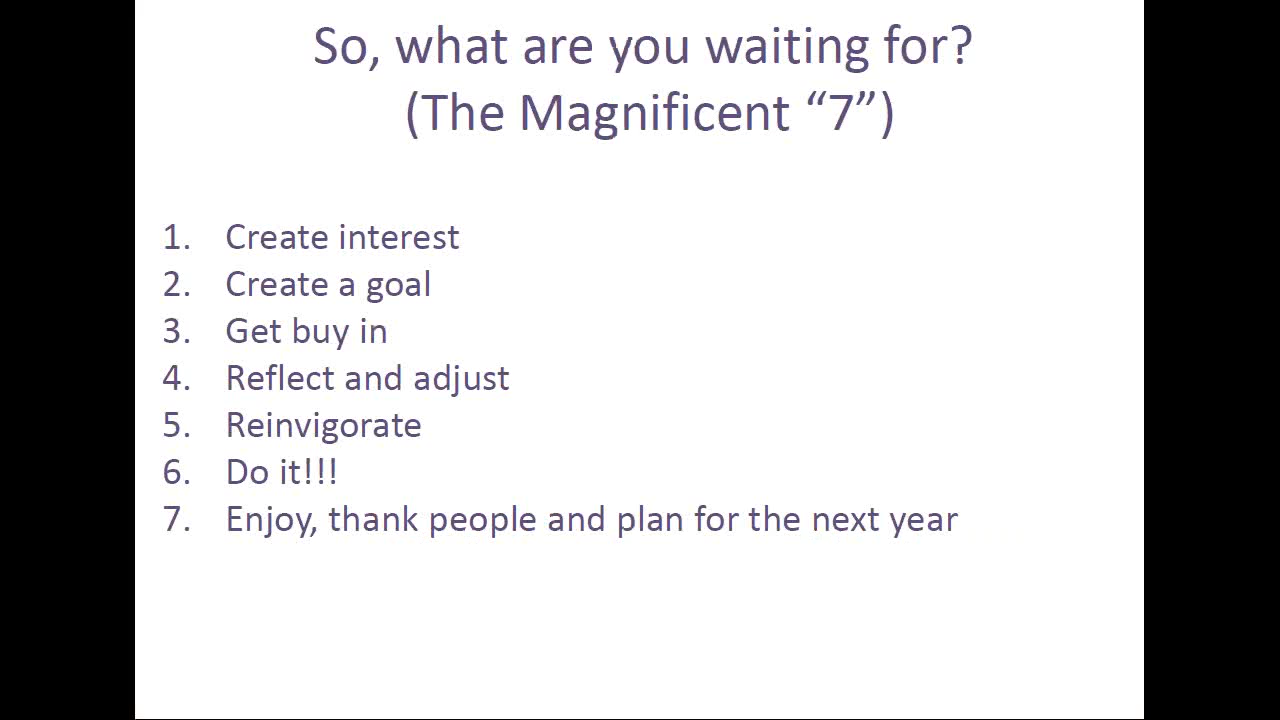 So, what are you waiting for?
(The Magnificent “7”)
1. Create interest
2. Create a goal
3. Get buy in
4. Reflect and adjust
5. Reinvigorate
6. Do it!!!
7. Enjoy, thank people and plan for the next year